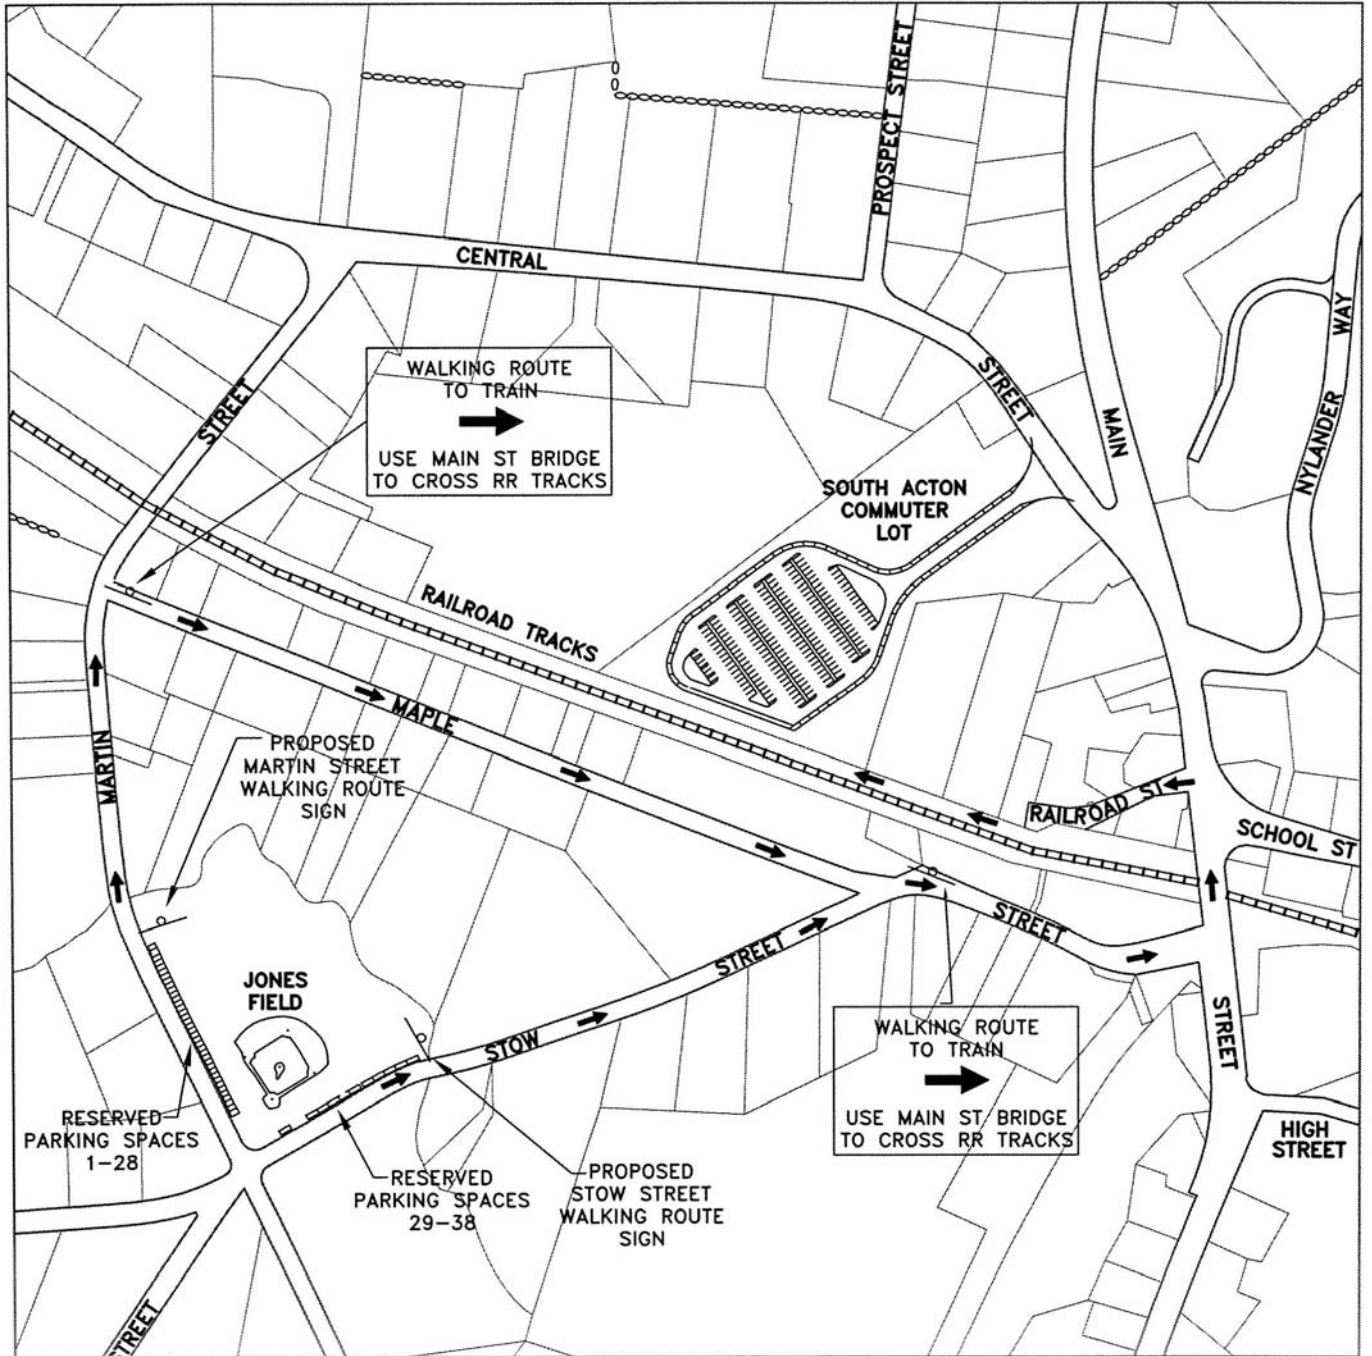 PROSPECT STREET
CENTRAL
STREET
MAIN
NYLANDER WAY
WALKING ROUTE
TO TRAIN
USE MAIN ST BRIDGE
TO CROSS RR TRACKS
STREET
SOUTH ACTON
COMMUTER
LOT
RAILROAD TRACKS
MAPLE
MARTIN
PROPOSED
MARTIN STREET
WALKING ROUTE
SIGN
RAILROAD ST
SCHOOL ST
STREET
STREET
JONES
FIELD
STOW
STREET
WALKING ROUTE
TO TRAIN
USE MAIN ST BRIDGE
TO CROSS RR TRACKS
RESERVED
PARKING SPACES
1-28
RESERVED
PARKING SPACES
29-38
PROPOSED
STOW STREET
WALKING ROUTE
SIGN
HIGH
STREET
STREET